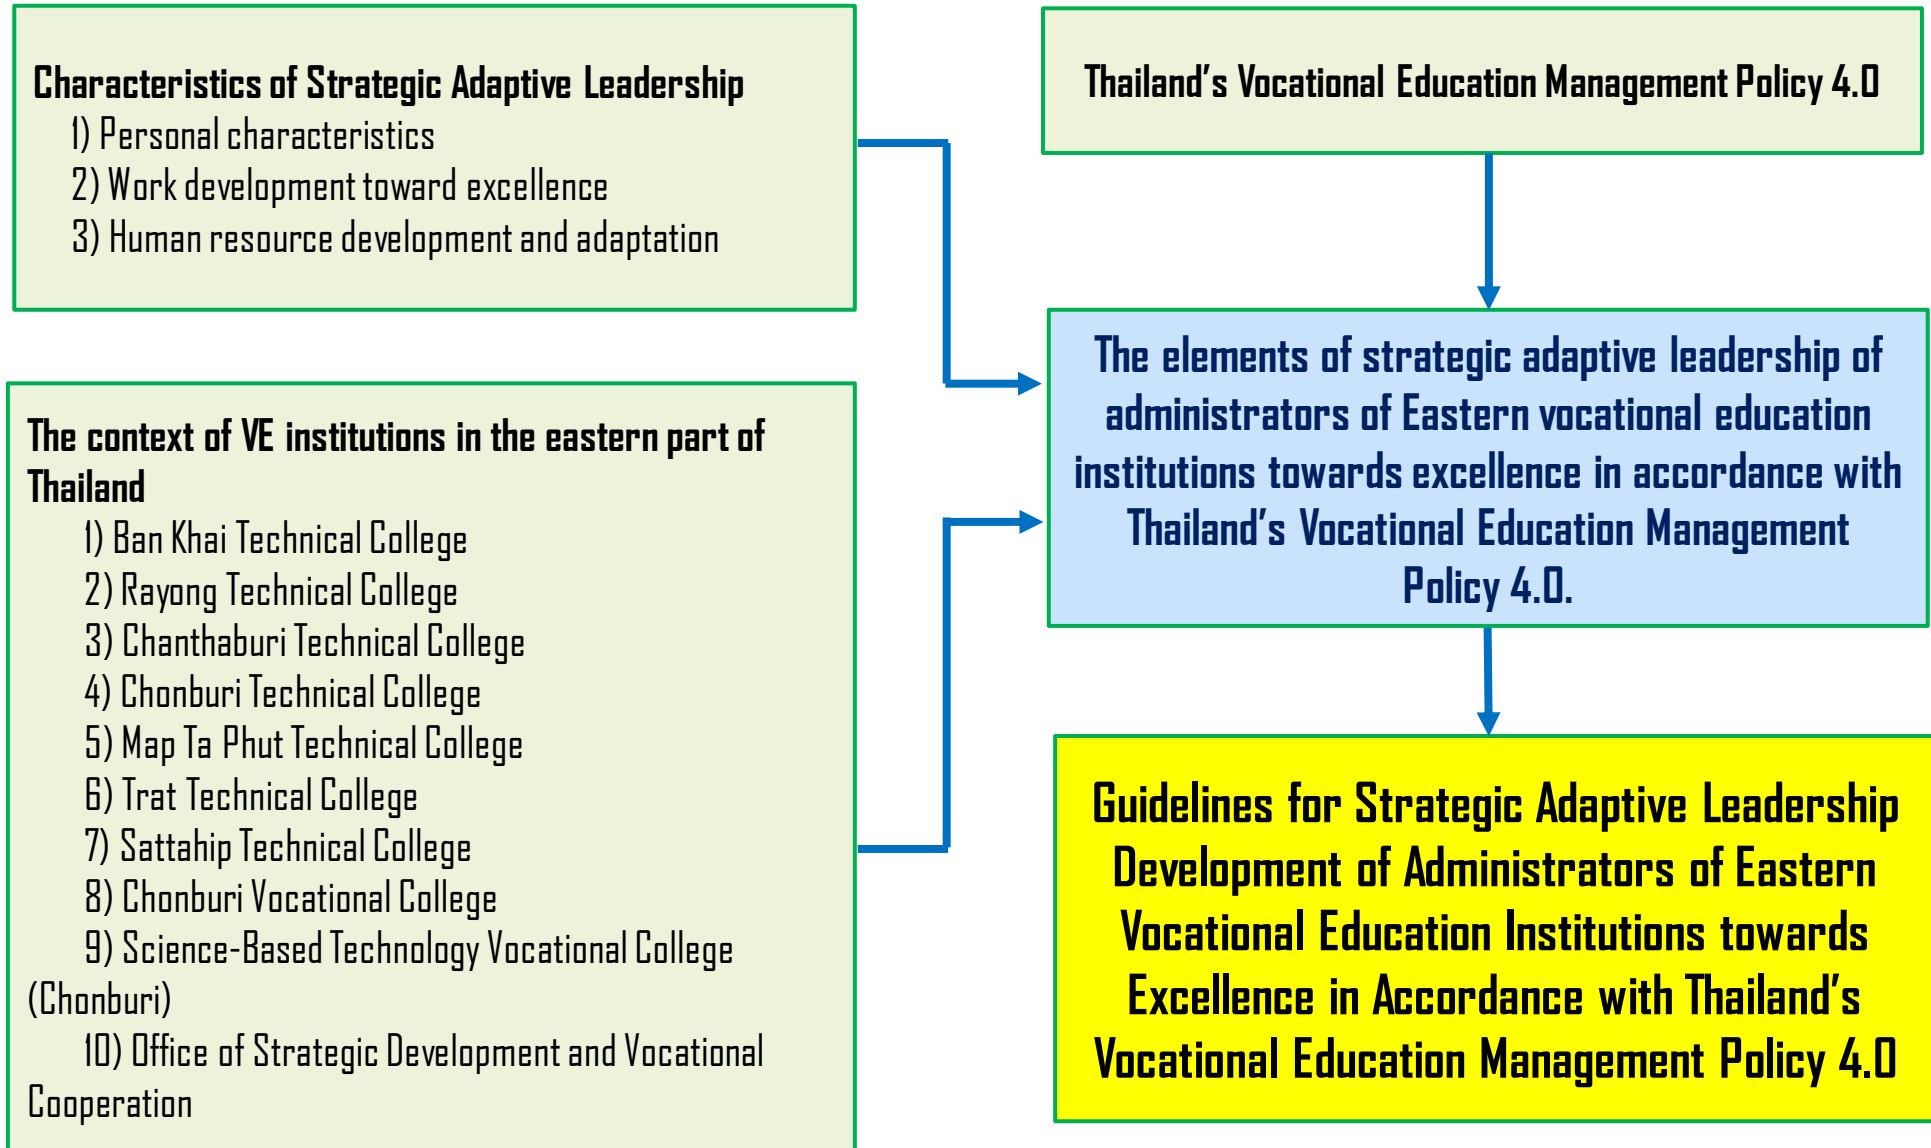 Characteristics of Strategic Adaptive Leadership
1) Personal characteristics
2) Work development toward excellence
3) Human resource development and adaptation
Thailand’s Vocational Education Management Policy 4.0
The context of VE institutions in the eastern part of
Thailand
1) Ban Khai Technical College
2) Rayong Technical College
3) Chanthaburi Technical College
4) Chonburi Technical College
5) Map Ta Phut Technical College
6) Trat Technical College
7) Sattahip Technical College
8) Chonburi Vocational College
9) Science-Based Technology Vocational College
(Chonburi)
10) Office of Strategic Development and Vocational
Cooperation
The elements of strategic adaptive leadership of
administrators of Eastern vocational education
institutions towards excellence in accordance with
Thailand’s Vocational Education Management
Policy 4.0.
Guidelines for Strategic Adaptive Leadership
Development of Administrators of Eastern
Vocational Education Institutions towards
Excellence in Accordance with Thailand’s
Vocational Education Management Policy 4.0